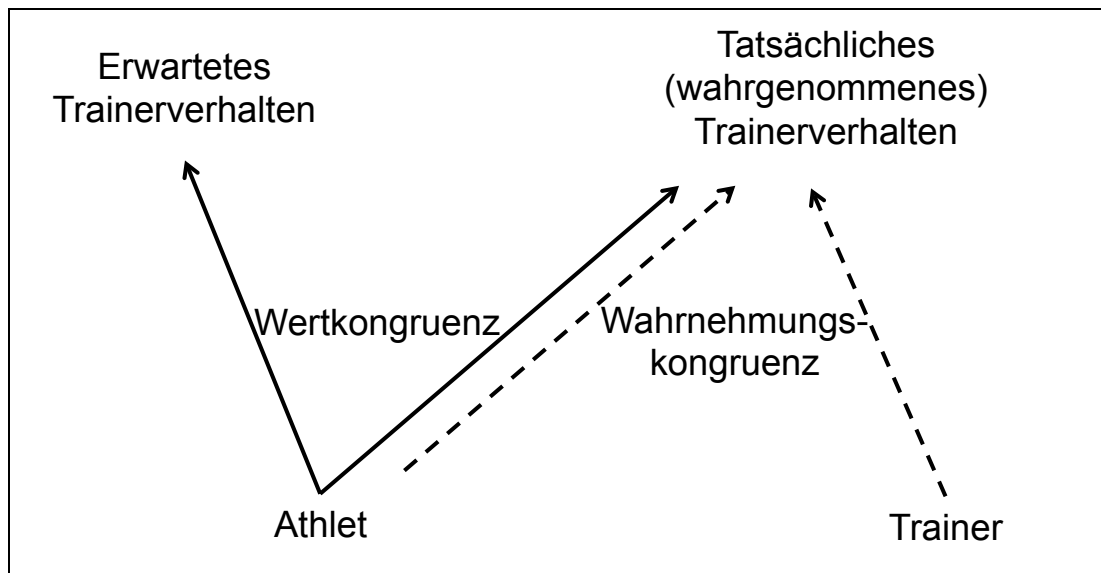 Erwartetes
Trainerverhalten
Tatsächliches
(wahrgenommenes)
Trainerverhalten
Wertkongruenz
Wahrnehmungs-
kongruenz
Athlet
Trainer